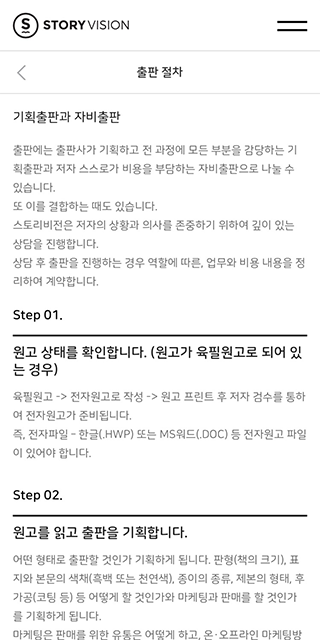 S STORYVISION
출판 절차
기획출판과 자비출판
출판에는 출판사가 기획하고 전 과정에 모든 부분을 감당하는 기
획출판과 저자 스스로가 비용을 부담하는 자비출판으로 나눌 수
있습니다.
또 이를 결합하는 때도 있습니다.
스토리비전은 저자의 상황과 의사를 존중하기 위하여 깊이 있는
상담을 진행합니다.
상담 후 출판을 진행하는 경우 역할에 따른, 업무와 비용 내용을 정
리하여 계약합니다.
Step 01.
원고 상태를 확인합니다. (원고가 육필원고로 되어 있
는 경우)
육필원고 -> 전자원고로 작성 -> 원고 프린트 후 저자 검수를 통하
여 전자원고가 준비됩니다.
즉, 전자파일 - 한글(.HWP) 또는 MS워드(.DOC) 등 전자원고 파일
이 있어야 합니다.
Step 02.
원고를 읽고 출판을 기획합니다.
어떤 형태로 출판할 것인가 기획하게 됩니다. 판형(책의 크기), 표
지와 본문의 색채(흑백 또는 천연색), 종이의 종류, 제본의 형태, 후
가공(코팅 등) 등 어떻게 할 것인가와 마케팅과 판매를 할 것인가
를 기획하게 됩니다.
마케팅은 판매를 위한 유통은 어떻게 하고, 온·오프라인 마케팅방